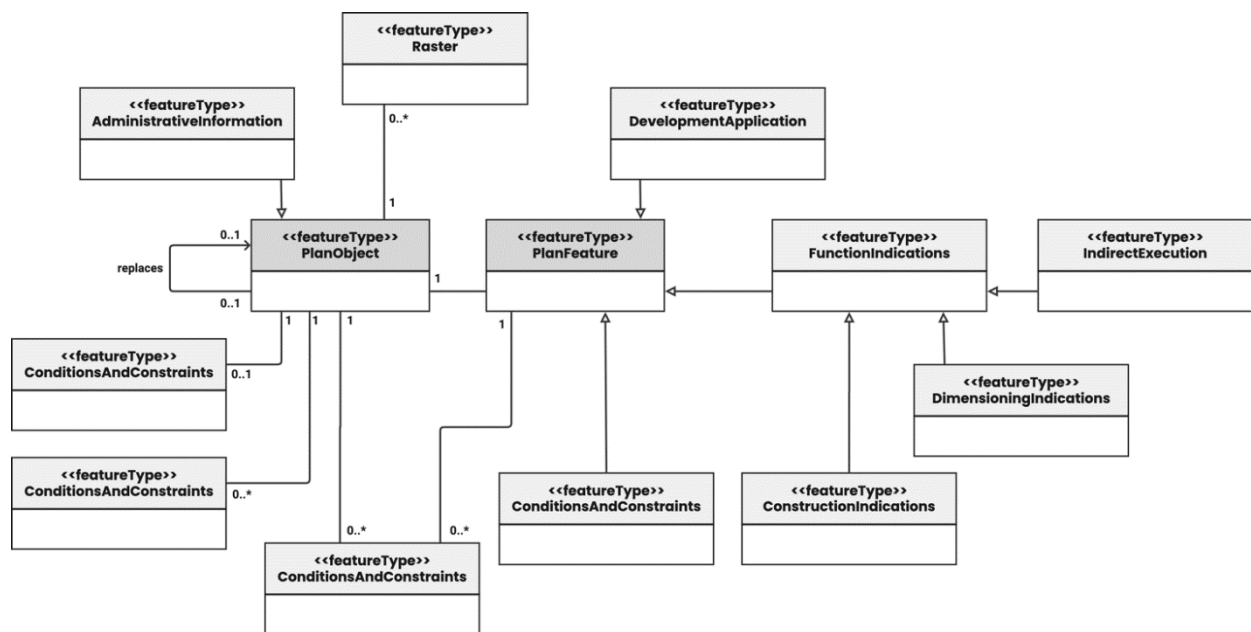 <<featureType>>
Raster
<<featureType>>
AdministrativeInformation
<<featureType>>
DevelopmentApplication
0..*
1
0..1
<<featureType>>
PlanObject
<<featureType>>
PlanFeature
<<featureType>>
FunctionIndications
<<featureType>>
IndirectExecution
replaces
1
0..1
1
1
1
1
<<featureType>>
ConditionsAndConstraints
0..1
<<featureType>>
DimensioningIndications
<<featureType>>
ConditionsAndConstraints
0..*
<<featureType>>
ConditionsAndConstraints
<<featureType>>
ConstructionIndications
0..*
0..*
<<featureType>>
ConditionsAndConstraints